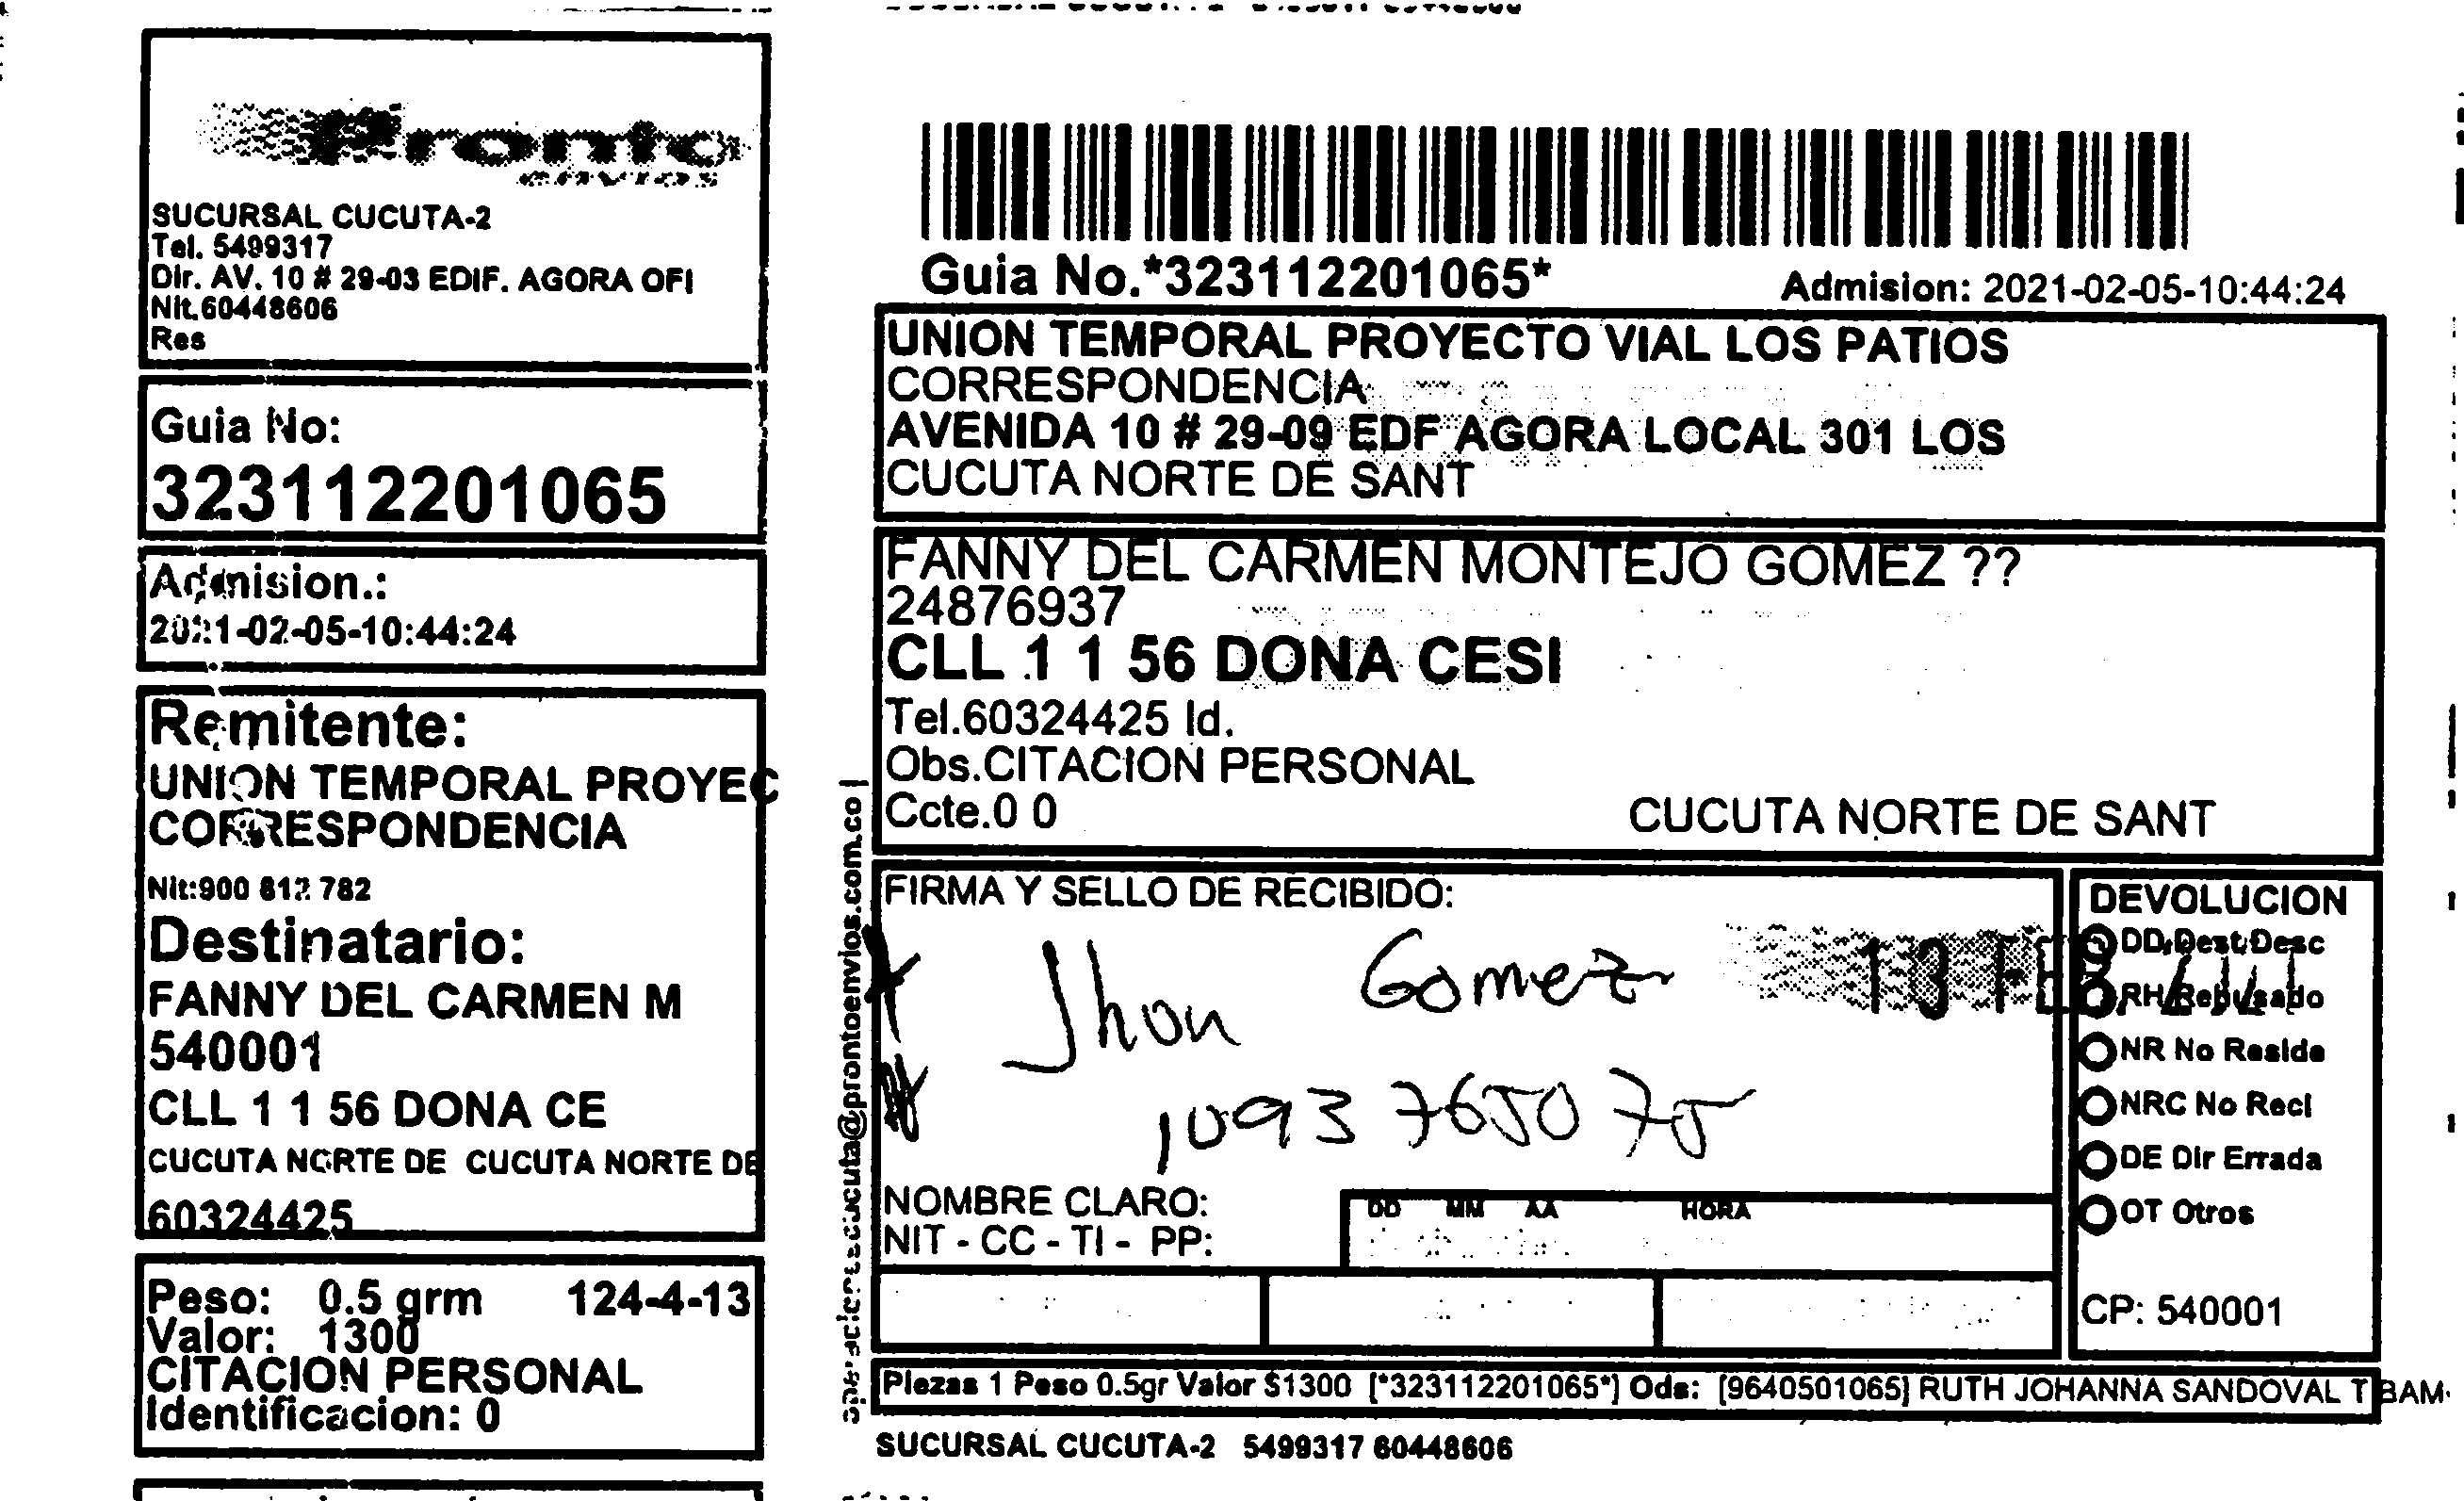 Pronto
envios
SUCURSAL CUCUTA-2
Tel. 5499317
Dir. AV. 10 # 29-03 EDIF. AGORA OFI
Nit.60448606
Res
Guia No:
323112201065
Admision.:
2021-02-05-10:44:24
Remitente:
UNION TEMPORAL PROYEC
CORRESPONDENCIA
Nit:900 812 782
Destinatario:
FANNY DEL CARMEN M
540001
CLL 1 1 56 DONA CE
CUCUTA NORTE DE CUCUTA NORTE DE
60324425
Peso: 0.5 grm 124-4-13
Valor: 1300
CITACION PERSONAL
Identificacion: 0
Guia No.*323112201065*
Admision: 2021-02-05-10:44:24
UNION TEMPORAL PROYECTO VIAL LOS PATIOS
CORRESPONDENCIA
AVENIDA 10 # 29-09 EDF AGORA LOCAL 301 LOS
CUCUTA NORTE DE SANT
FANNY DEL CARMEN MONTEJO GOMEZ ??
24876937
CLL 1 1 56 DONA CESI
Tel.60324425 Id.
Obs.CITACION PERSONAL
Ccte.0 0 CUCUTA NORTE DE SANT
FIRMA Y SELLO DE RECIBIDO:
Jhon Gomez
1093765075
13 FEB
NOMBRE CLARO:
NIT - CC - TI - PP:
DD MM AA HORA
DEVOLUCION
DD Dest Desc
RH Rehusado
NR No Reside
NRC No Recl
DE Dir Errada
OT Otros
CP: 540001
Piezas 1 Peso 0.5gr Valor $1300 [*323112201065*] Ods: [9640501065] RUTH JOHANNA SANDOVAL T BAM
SUCURSAL CUCUTA-2 5499317 60448606